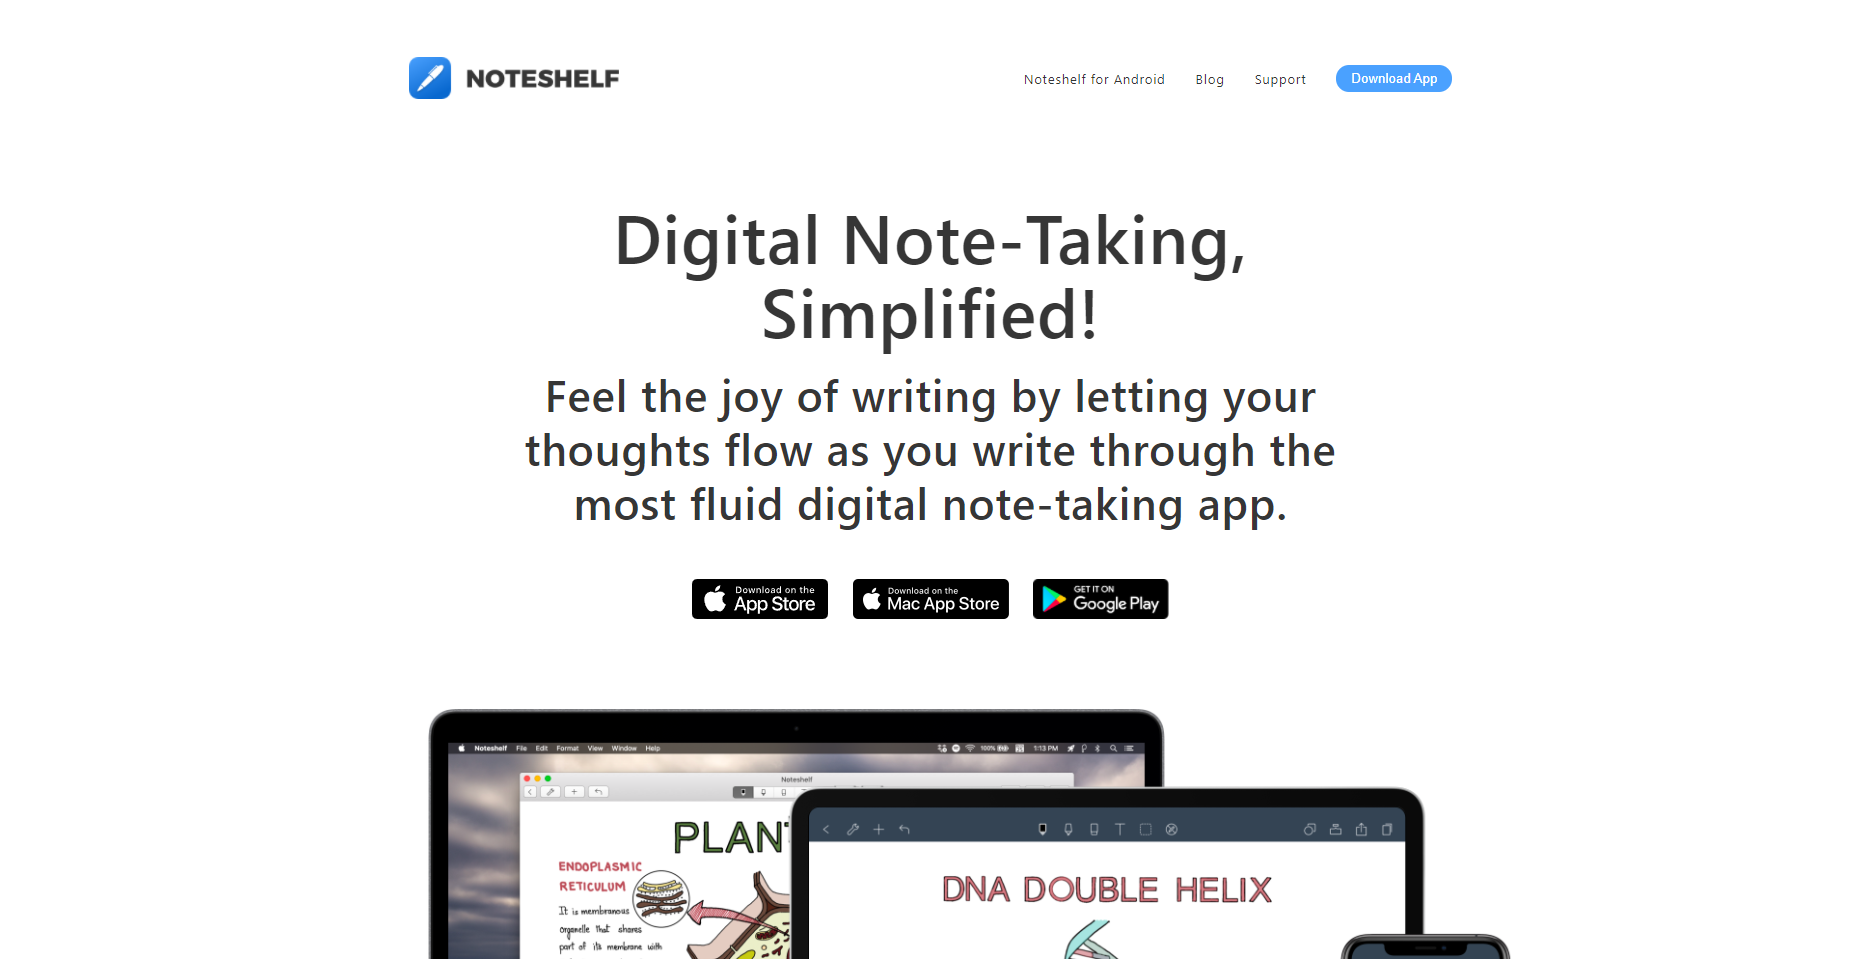 NOTESHELF
Noteshelf for Android Blog Support Download App
Digital Note-Taking,
Simplified!
Feel the joy of writing by letting your
thoughts flow as you write through the
most fluid digital note-taking app.
Download on the
App Store
Download on the
Mac App Store
GET IT ON
Google Play
Noteshelf File Edit Format View Window Help
100% 1:13 PM
Noteshelf
PLANT
ENDOPLASMIC
RETICULUM
It is membranous
organelle that shares
part of its membrane with
DNA DOUBLE HELIX